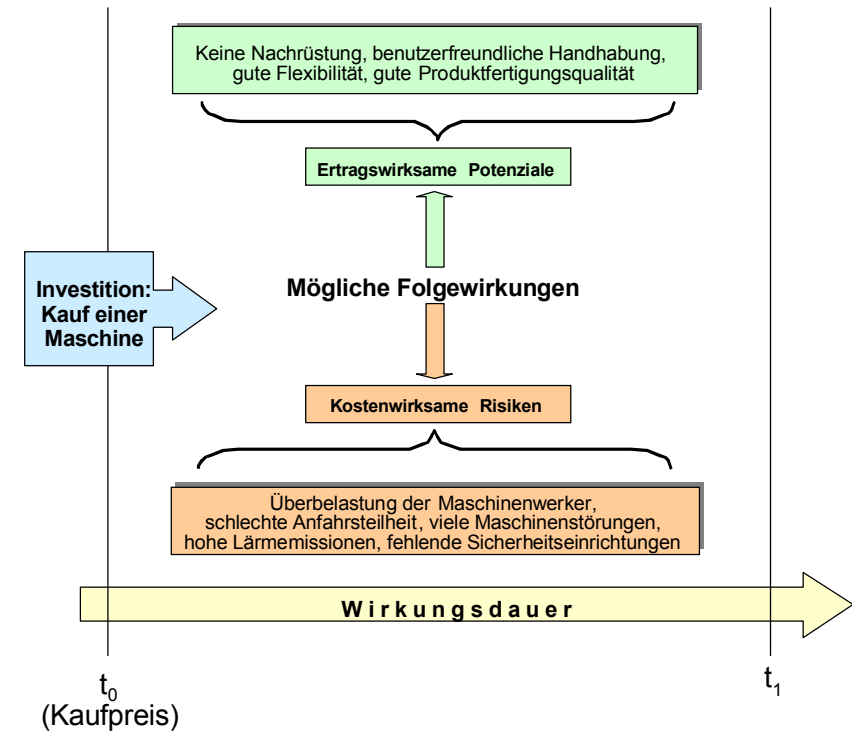 Keine Nachrüstung, benutzerfreundliche Handhabung,
gute Flexibilität, gute Produktfertigungsqualität
Ertragswirksame Potenziale
Investition:
Kauf einer
Maschine
Mögliche Folgewirkungen
Kostenwirksame Risiken
Überbelastung der Maschinenwerker,
schlechte Anfahrsteilheit, viele Maschinenstörungen,
hohe Lärmemissionen, fehlende Sicherheitseinrichtungen
Wirkungsdauer
t₀
(Kaufpreis)
t₁